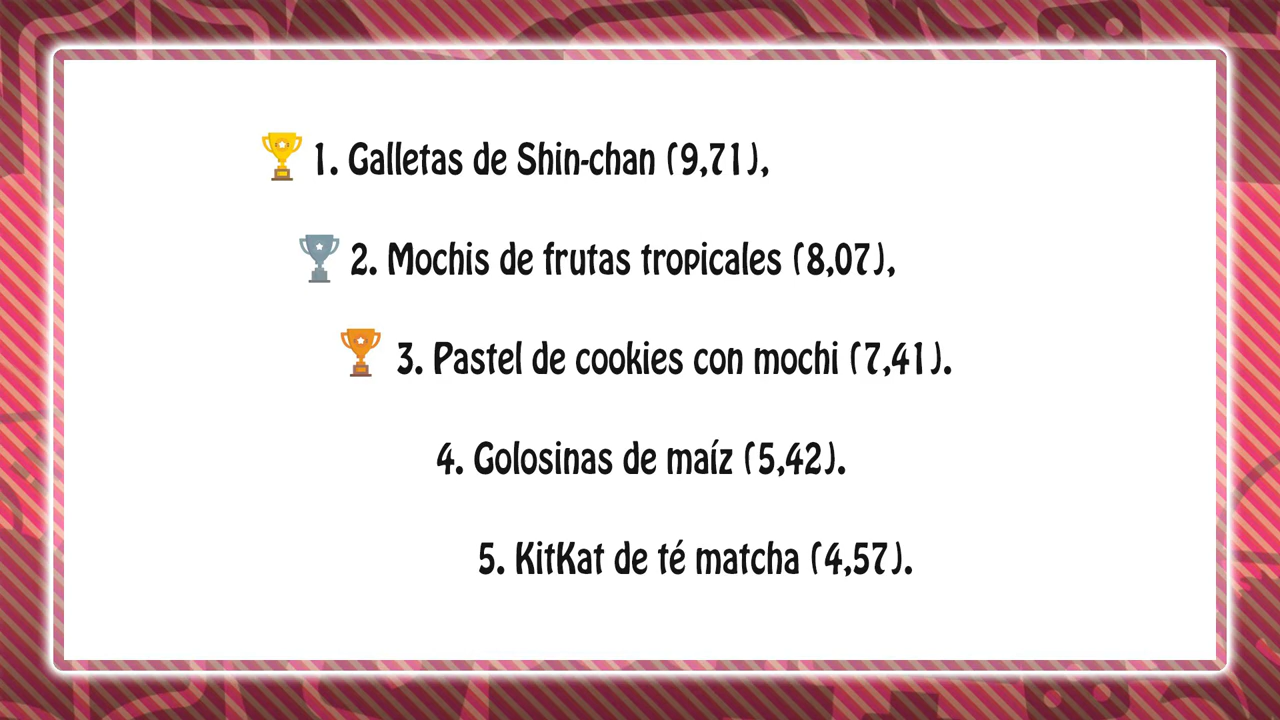 1. Galletas de Shin-chan (9,71),
2. Mochis de frutas tropicales (8,07),
3. Pastel de cookies con mochi (7,41).
4. Golosinas de maíz (5,42).
5. KitKat de té matcha (4,57).